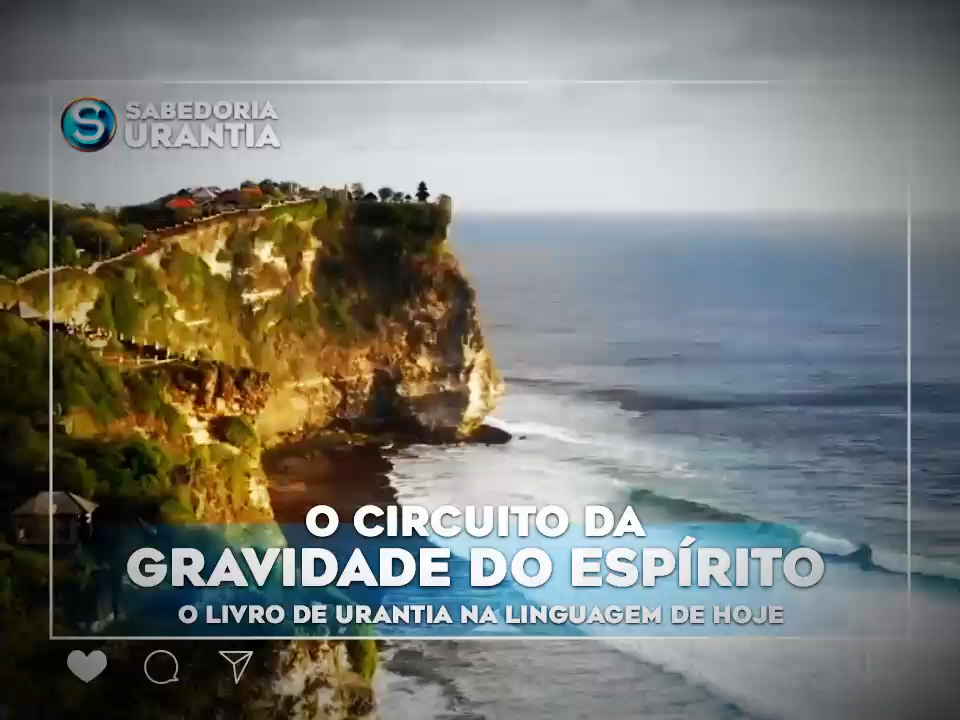 SABEDORIA
URANTIA
O CIRCUITO DA
GRAVIDADE DO ESPÍRITO
O LIVRO DE URANTIA NA LINGUAGEM DE HOJE